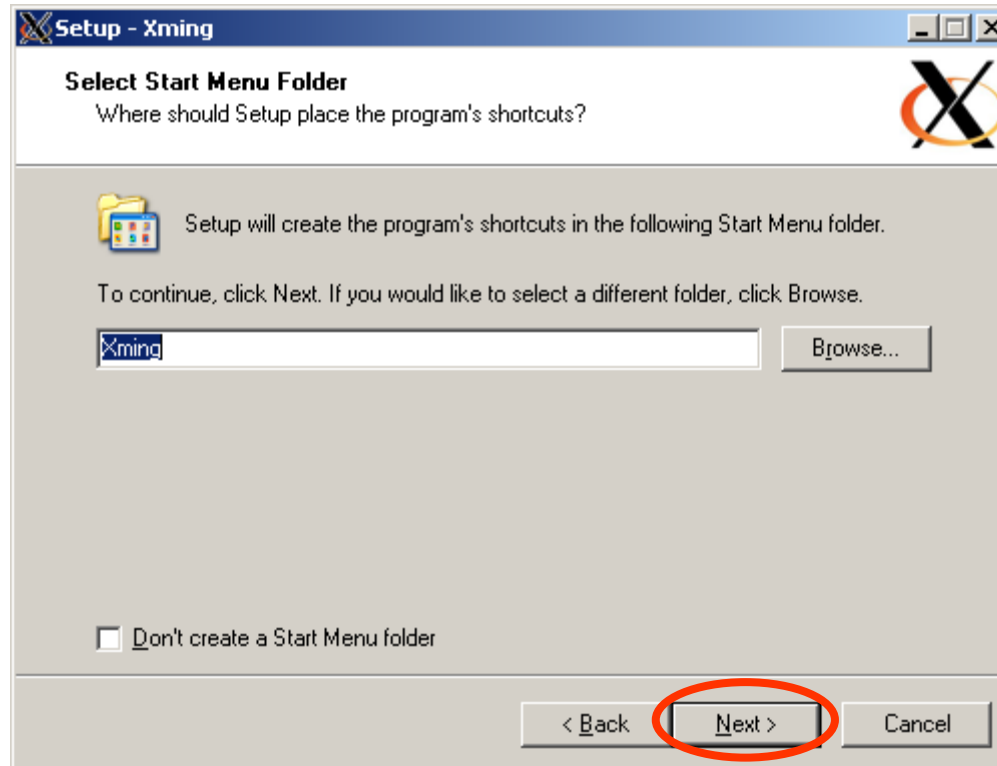 Setup - Xming
Select Start Menu Folder
Where should Setup place the program's shortcuts?
Setup will create the program's shortcuts in the following Start Menu folder.
To continue, click Next. If you would like to select a different folder, click Browse.
Xming
Browse...
Don't create a Start Menu folder
< Back
Next >
Cancel